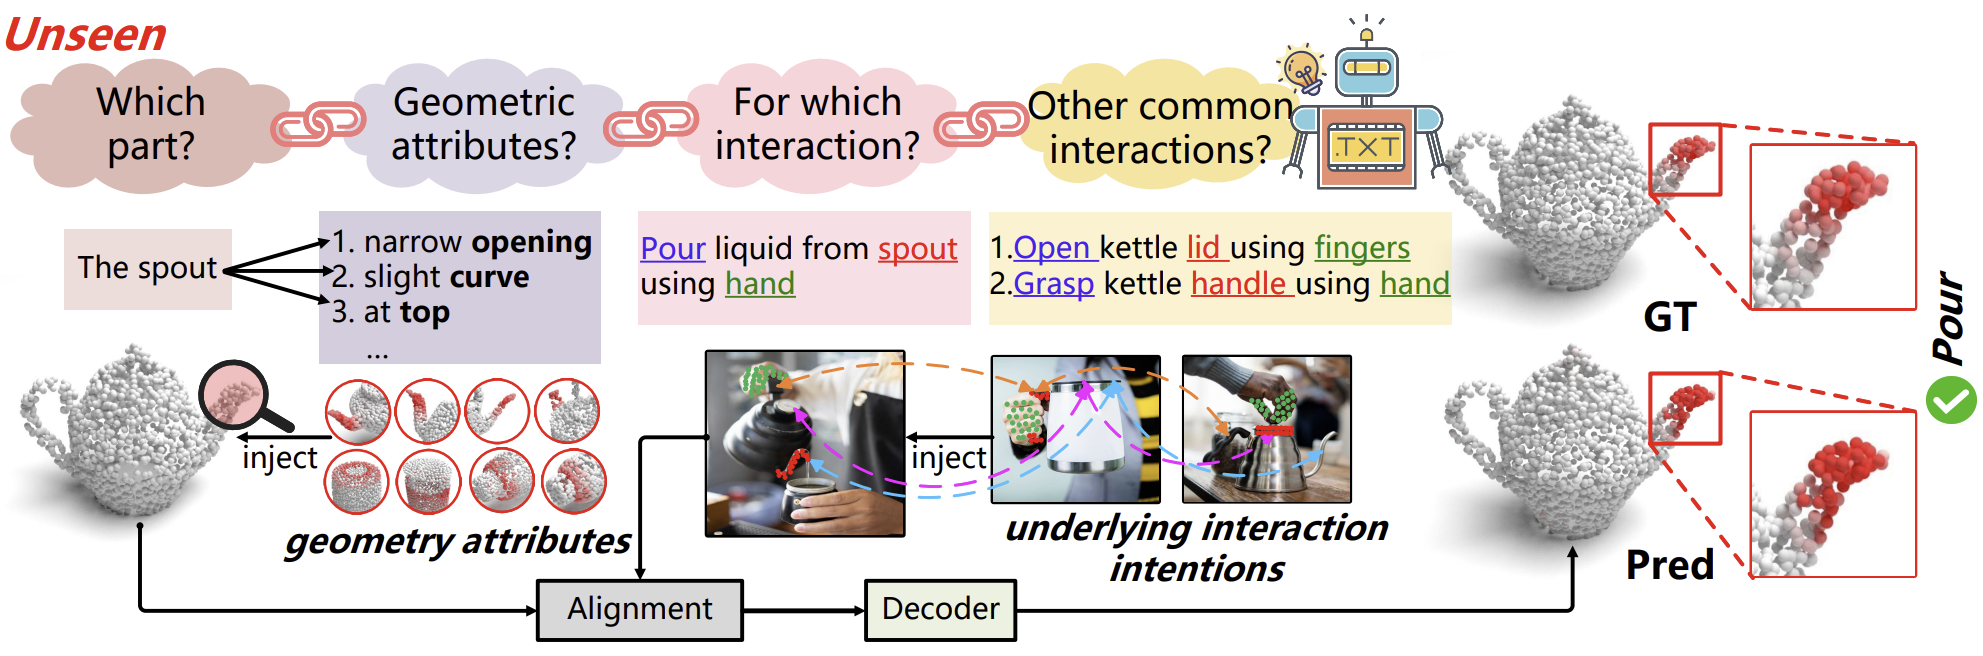 Unseen
Which
part?
Geometric
attributes?
For which
interaction?
Other common
interactions?
.TXT
The spout
1. narrow opening
2. slight curve
3. at top
...
Pour liquid from spout
using hand
1.Open kettle lid using fingers
2.Grasp kettle handle using hand
GT
Pour
inject
inject
geometry attributes
underlying interaction
intentions
Pred
Alignment
Decoder